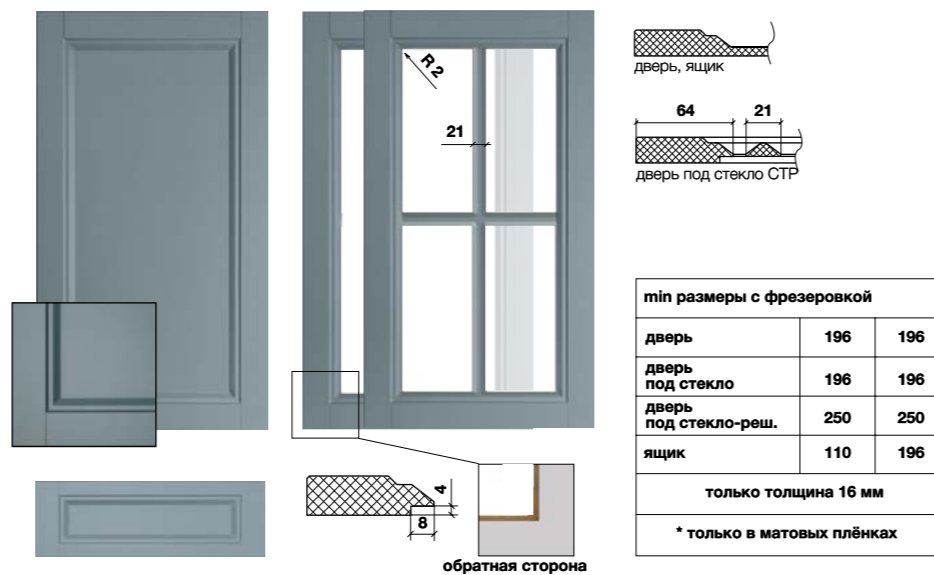 R 2
21
дверь, ящик
64 21
дверь под стекло СТР
min размеры с фрезеровкой
дверь 196 196
дверь
под стекло 196 196
дверь
под стекло-реш. 250 250
ящик 110 196
только толщина 16 мм
* только в матовых плёнках
4
8
обратная сторона